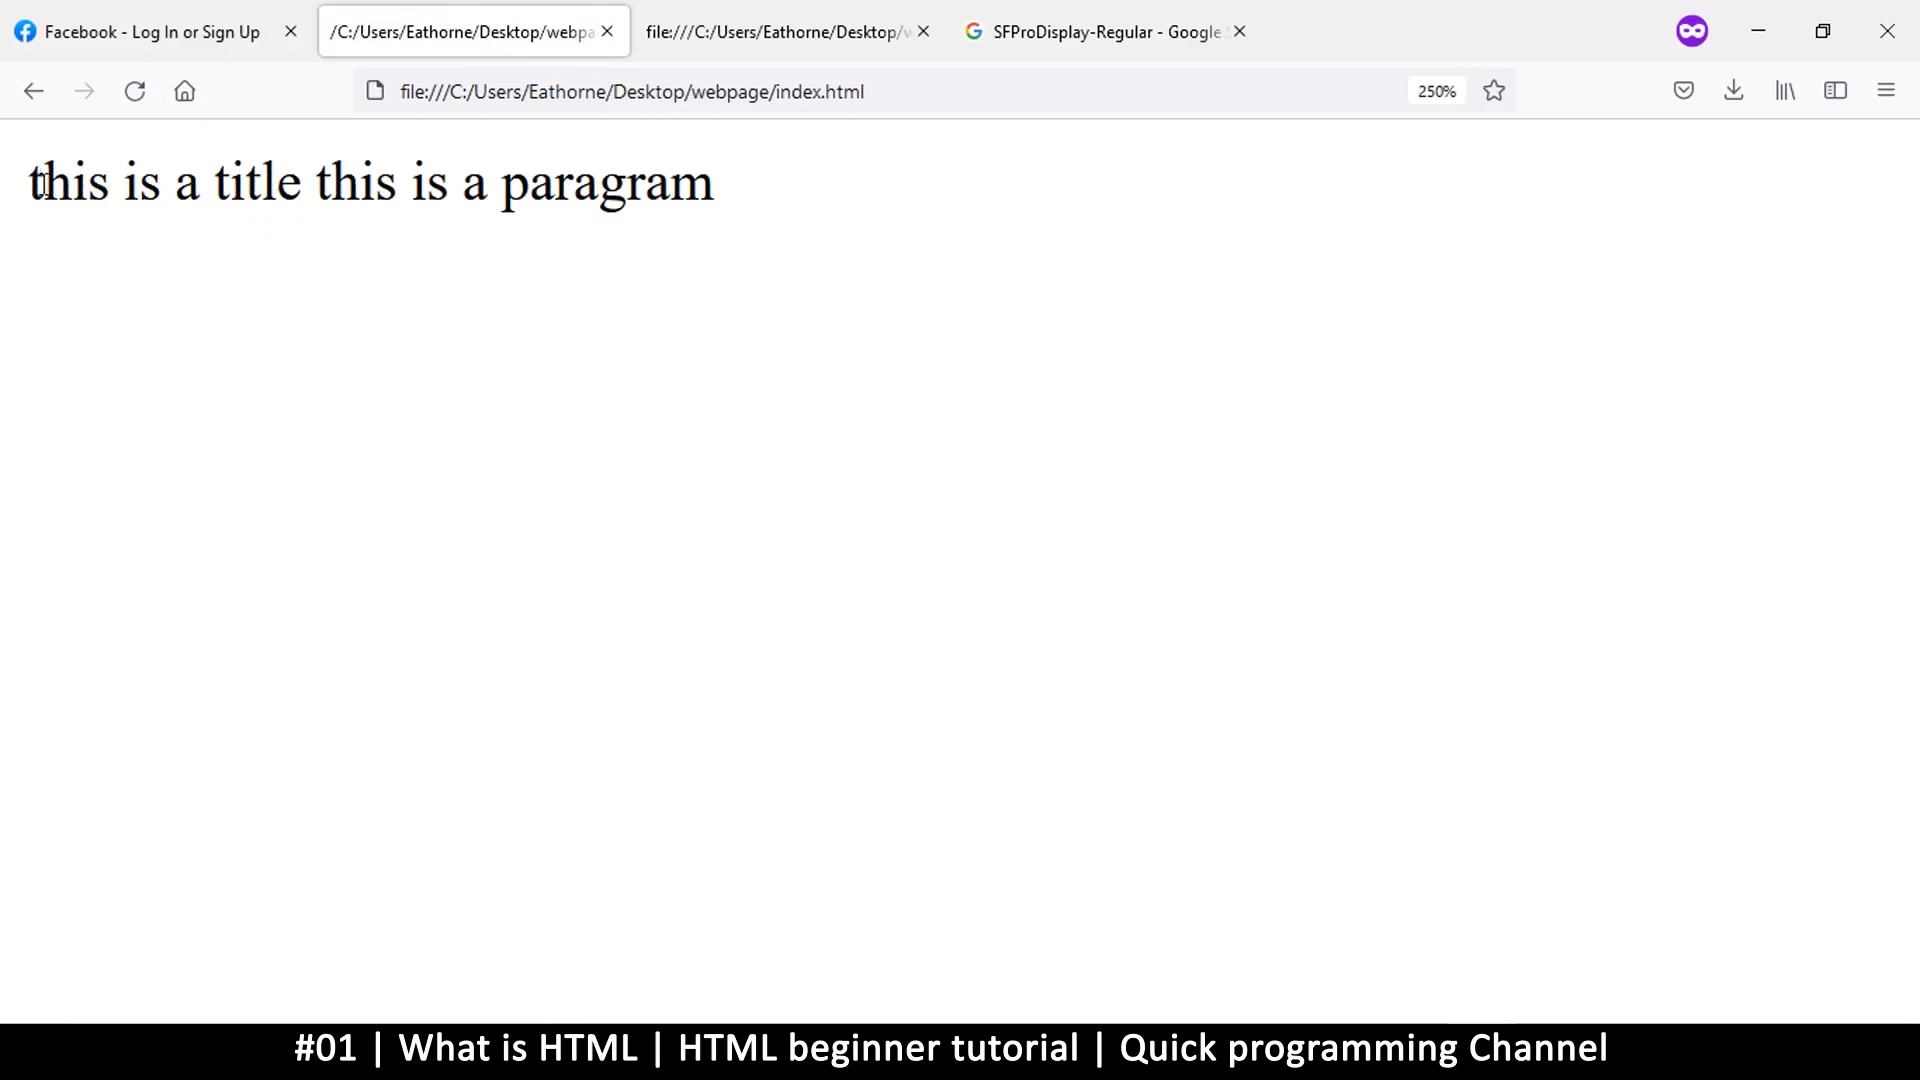 Facebook - Log In or Sign Up
/C:/Users/Eathorne/Desktop/webpa
file:///C:/Users/Eathorne/Desktop/w
SFProDisplay-Regular - Google S
file:///C:/Users/Eathorne/Desktop/webpage/index.html
250%
this is a title this is a paragram
#01 | What is HTML | HTML beginner tutorial | Quick programming Channel